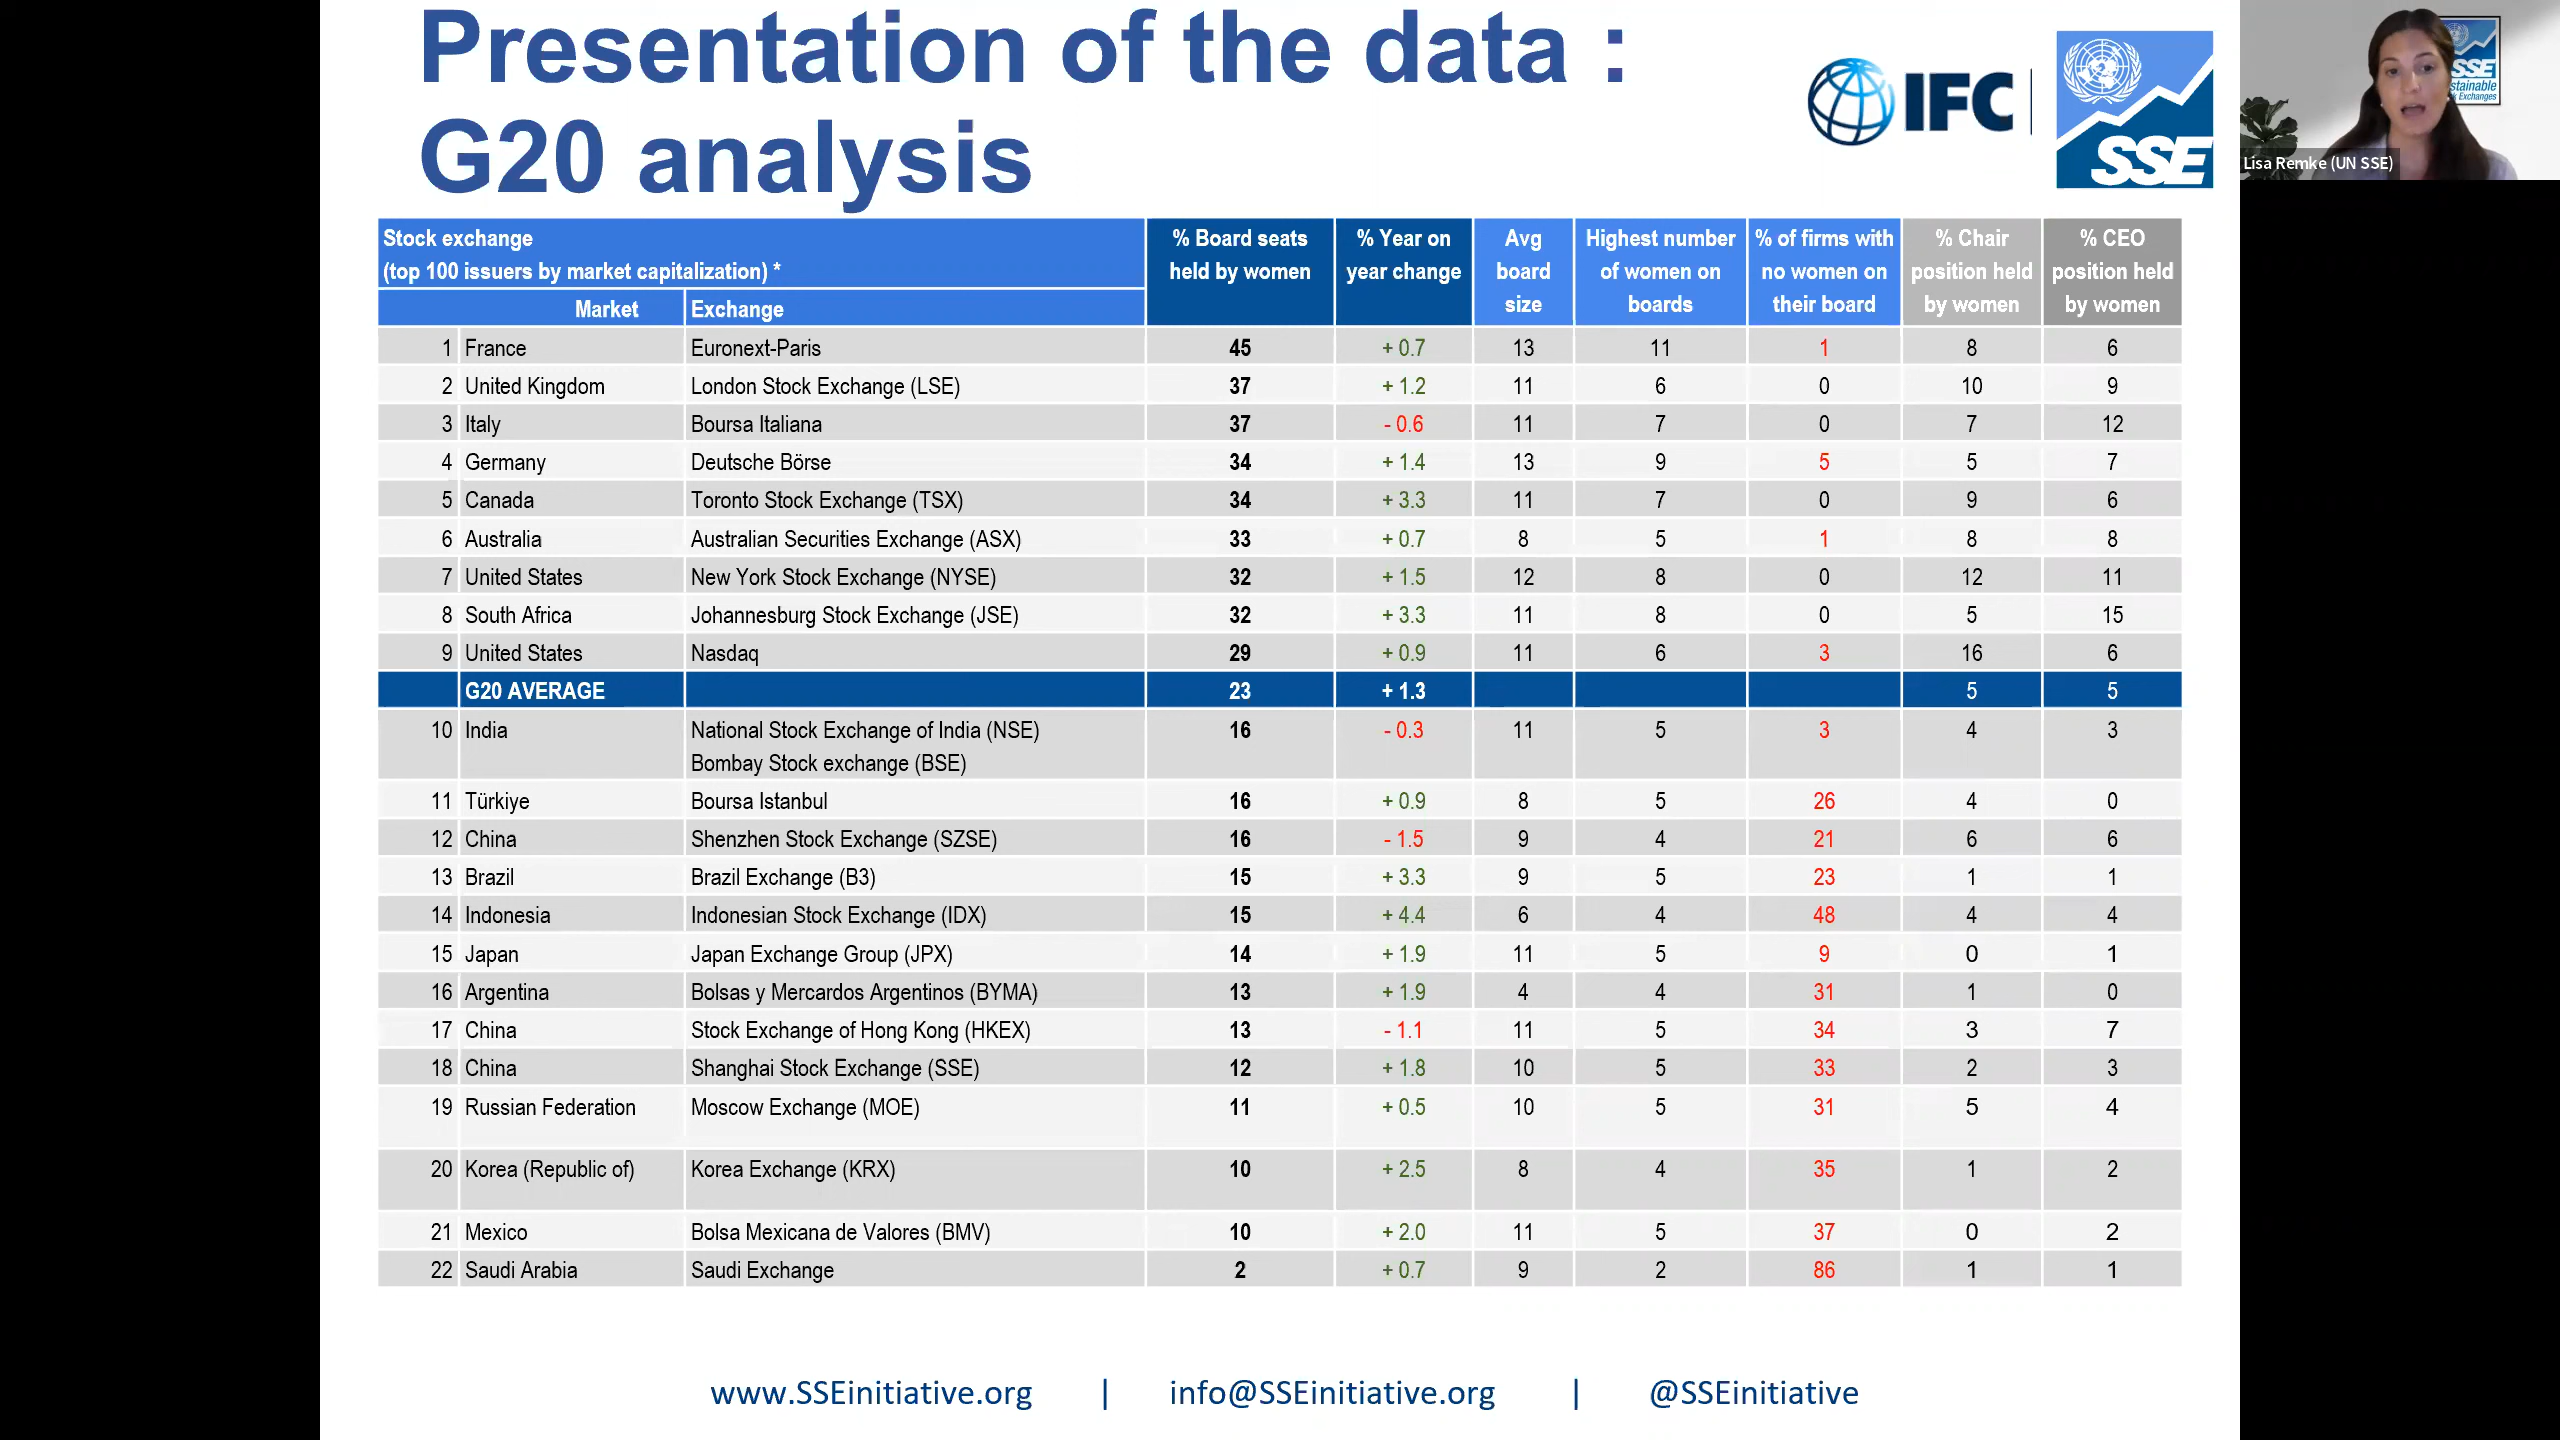 Presentation of the data :
G20 analysis
IFC
SSE
SSE
stainable
Exchanges
Lisa Remke (UN SSE)
Stock exchange
(top 100 issuers by market capitalization) *
% Board seats held by women
% Year on year change
Avg board size
Highest number of women on boards
% of firms with no women on their board
% Chair position held by women
% CEO position held by women
Market Exchange
1 France Euronext-Paris 45 + 0.7 13 11 1 8 6
2 United Kingdom London Stock Exchange (LSE) 37 + 1.2 11 6 0 10 9
3 Italy Boursa Italiana 37 - 0.6 11 7 0 7 12
4 Germany Deutsche Börse 34 + 1.4 13 9 5 5 7
5 Canada Toronto Stock Exchange (TSX) 34 + 3.3 11 7 0 9 6
6 Australia Australian Securities Exchange (ASX) 33 + 0.7 8 5 1 8 8
7 United States New York Stock Exchange (NYSE) 32 + 1.5 12 8 0 12 11
8 South Africa Johannesburg Stock Exchange (JSE) 32 + 3.3 11 8 0 5 15
9 United States Nasdaq 29 + 0.9 11 6 3 16 6
G20 AVERAGE 23 + 1.3 5 5
10 India National Stock Exchange of India (NSE) 16 - 0.3 11 5 3 4 3
Bombay Stock exchange (BSE)
11 Türkiye Boursa Istanbul 16 + 0.9 8 5 26 4 0
12 China Shenzhen Stock Exchange (SZSE) 16 - 1.5 9 4 21 6 6
13 Brazil Brazil Exchange (B3) 15 + 3.3 9 5 23 1 1
14 Indonesia Indonesian Stock Exchange (IDX) 15 + 4.4 6 4 48 4 4
15 Japan Japan Exchange Group (JPX) 14 + 1.9 11 5 9 0 1
16 Argentina Bolsas y Mercardos Argentinos (BYMA) 13 + 1.9 4 4 31 1 0
17 China Stock Exchange of Hong Kong (HKEX) 13 - 1.1 11 5 34 3 7
18 China Shanghai Stock Exchange (SSE) 12 + 1.8 10 5 33 2 3
19 Russian Federation Moscow Exchange (MOE) 11 + 0.5 10 5 31 5 4
20 Korea (Republic of) Korea Exchange (KRX) 10 + 2.5 8 4 35 1 2
21 Mexico Bolsa Mexicana de Valores (BMV) 10 + 2.0 11 5 37 0 2
22 Saudi Arabia Saudi Exchange 2 + 0.7 9 2 86 1 1
www.SSEinitiative.org | info@SSEinitiative.org | @SSEinitiative